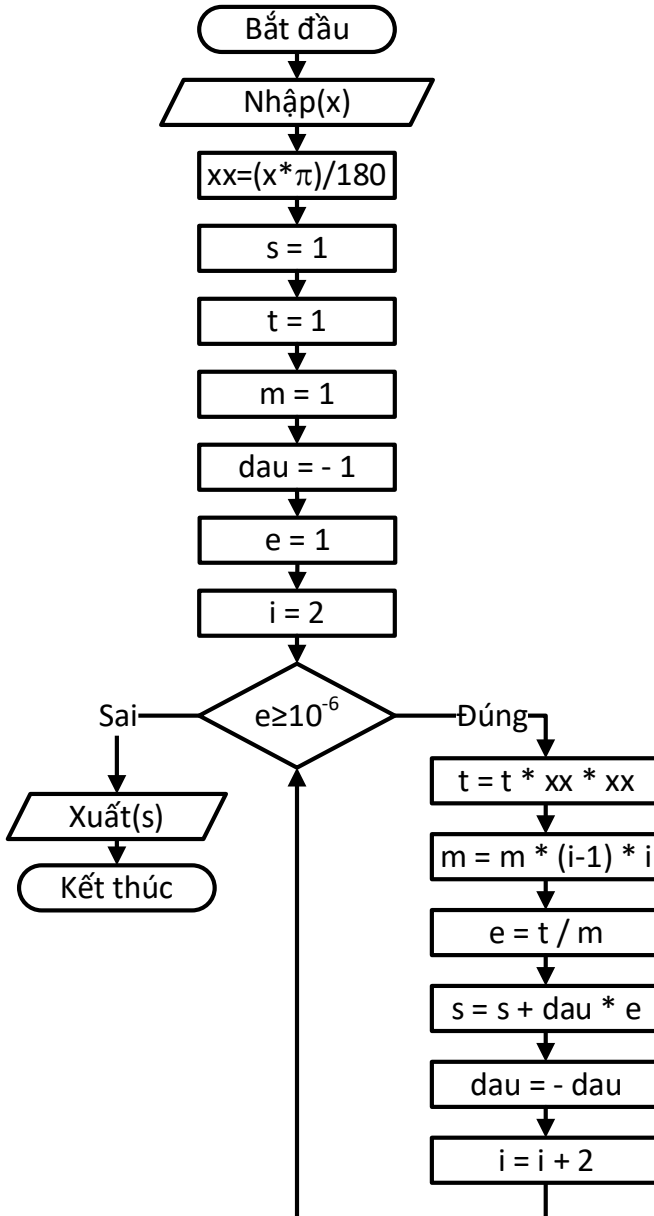 Bắt đầu
Nhập(x)
xx=(x*π)/180
s = 1
t = 1
m = 1
dau = - 1
e = 1
i = 2
e≥10⁻⁶
Sai
Xuất(s)
Kết thúc
Đúng
t = t * xx * xx
m = m * (i-1) * i
e = t / m
s = s + dau * e
dau = - dau
i = i + 2